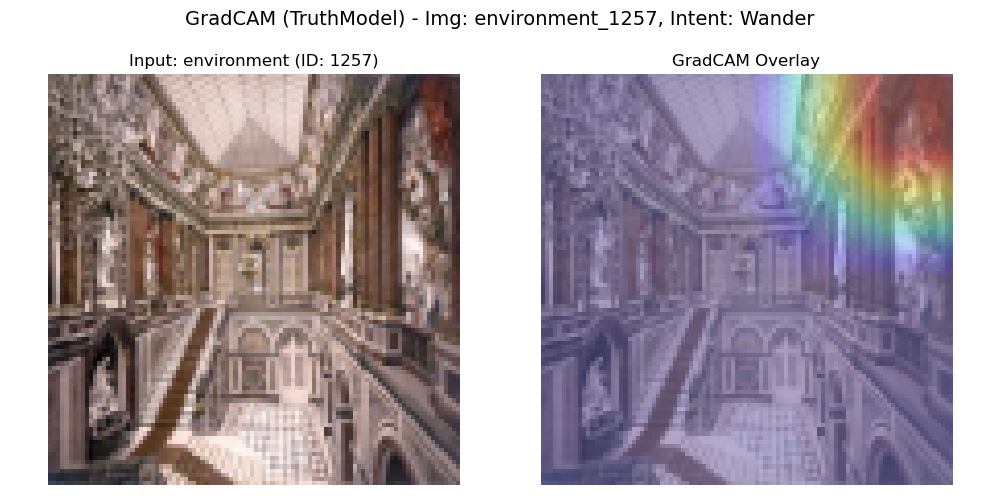 GradCAM (TruthModel) - Img: environment_1257, Intent: Wander
Input: environment (ID: 1257)
GradCAM Overlay